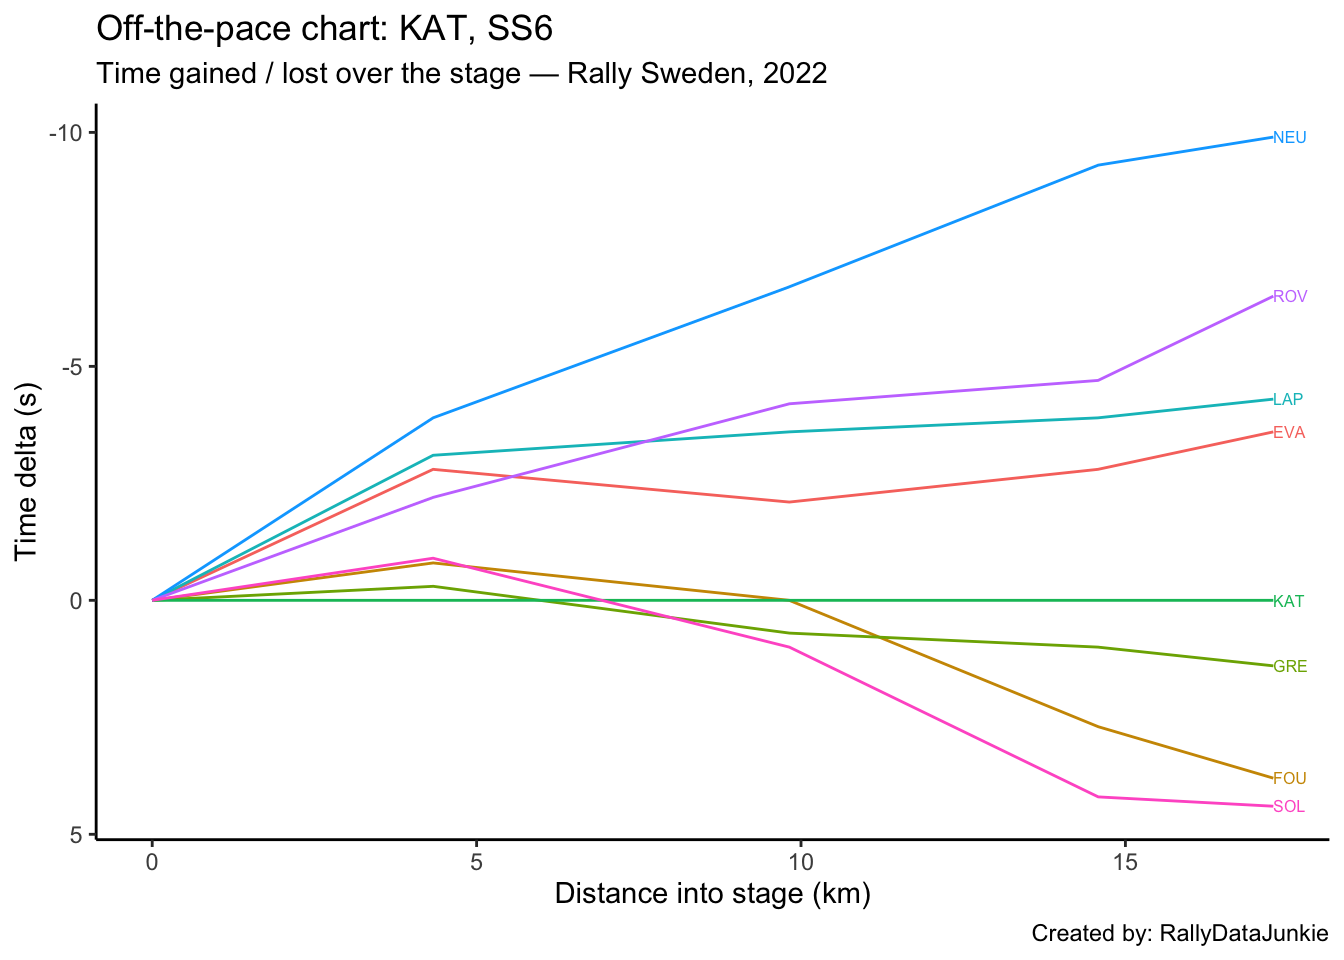 Off-the-pace chart: KAT, SS6
Time gained / lost over the stage — Rally Sweden, 2022
-10
-5
0
5
Time delta (s)
NEU
ROV
LAP
EVA
KAT
GRE
FOU
SOL
0
5
10
15
Distance into stage (km)
Created by: RallyDataJunkie